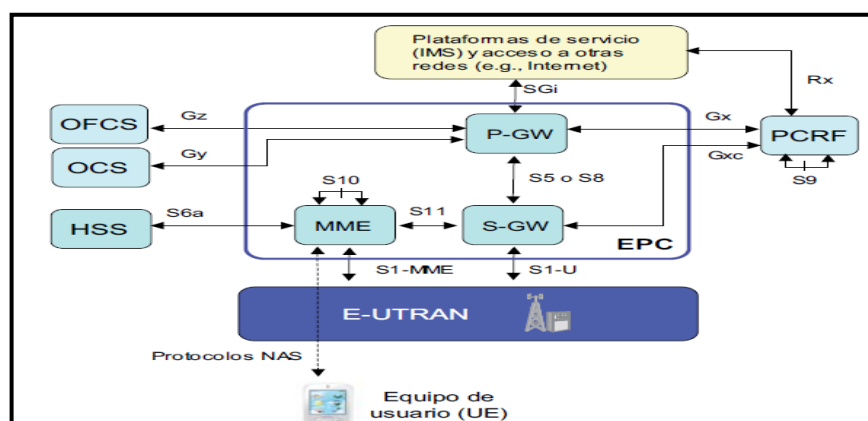 Plataformas de servicio
(IMS) y acceso a otras
redes (e.g., Internet)
SGi
Rx
OFCS
Gz
P-GW
Gx
PCRF
OCS
Gy
Gxc
S9
S10
S5 o S8
HSS
S6a
MME
S11
S-GW
EPC
S1-MME
S1-U
E-UTRAN
Protocolos NAS
Equipo de
usuario (UE)